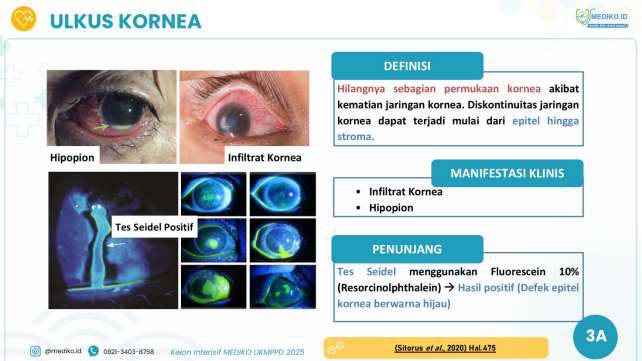 ULKUS KORNEA
MEDIKO.ID
DEFINISI
Hilangnya sebagian permukaan kornea akibat
kematian jaringan kornea. Diskontinuitas jaringan
kornea dapat terjadi mulai dari epitel hingga
stroma.
Hipopion
Infiltrat Kornea
MANIFESTASI KLINIS
• Infiltrat Kornea
• Hipopion
Tes Seidel Positif
PENUNJANG
Tes Seidel menggunakan Fluorescein 10%
(Resorcinolphthalein) → Hasil positif (Defek epitel
kornea berwarna hijau)
3A
@mediko.id
0821-3403-8758
Kelon Intensif MEDIKO UKMPPD 2025
(Sitorus et al., 2020) Hal.475